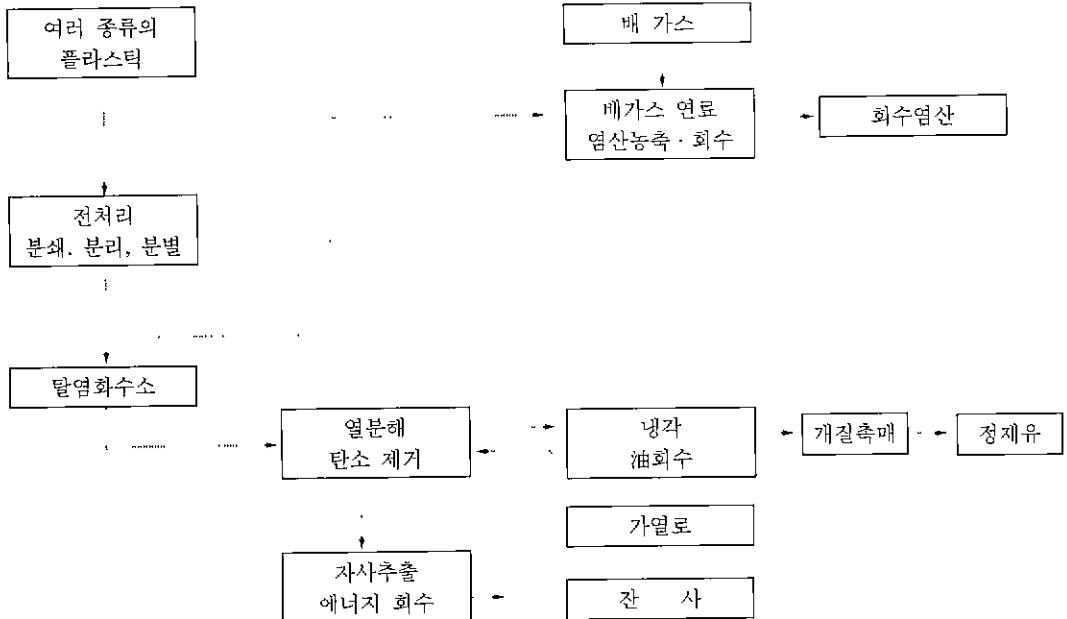 여러 종류의
플라스틱
배 가스
배가스 연료
염산농축 · 회수
회수염산
전처리
분쇄. 분리, 분별
탈염화수소
열분해
탄소 제거
냉각
油회수
개질촉매
정제유
가열로
자사추출
에너지 회수
잔 사